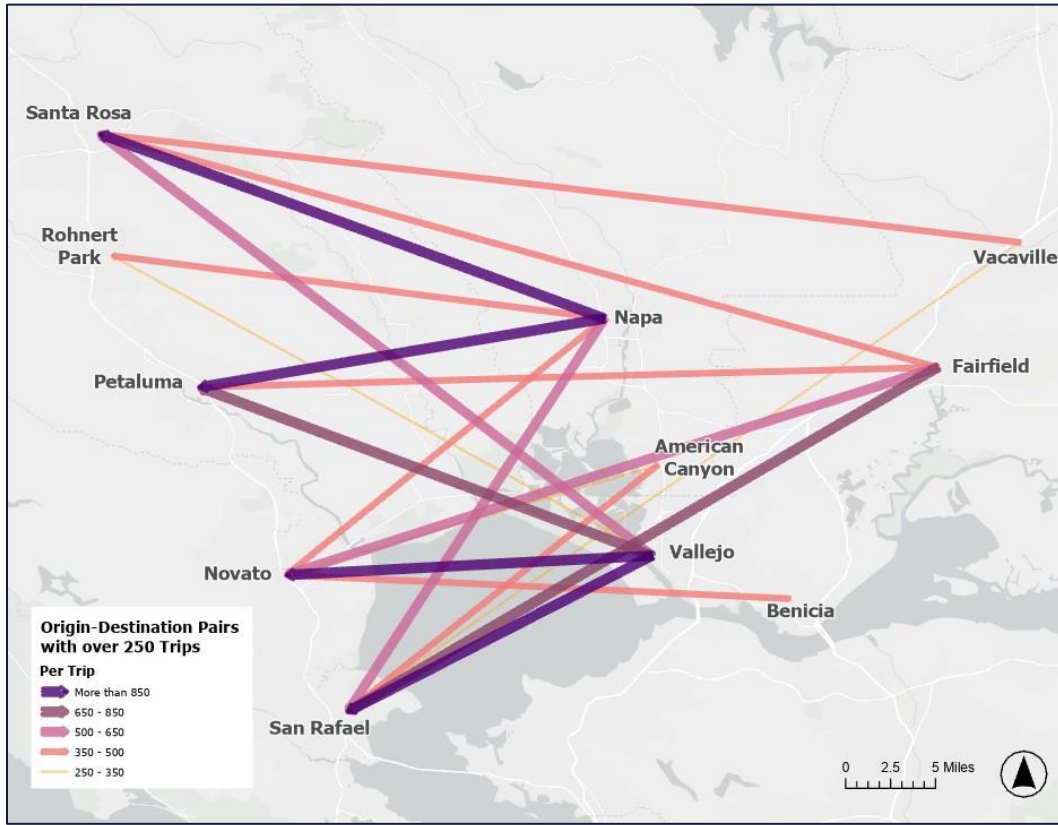 Santa Rosa
Rohnert
Park
Vacaville
Napa
Petaluma
Fairfield
American
Canyon
Vallejo
Novato
Benicia
San Rafael
Origin-Destination Pairs
with over 250 Trips
Per Trip
More than 850
650 - 850
500 - 650
350 - 500
250 - 350
0 2.5 5 Miles